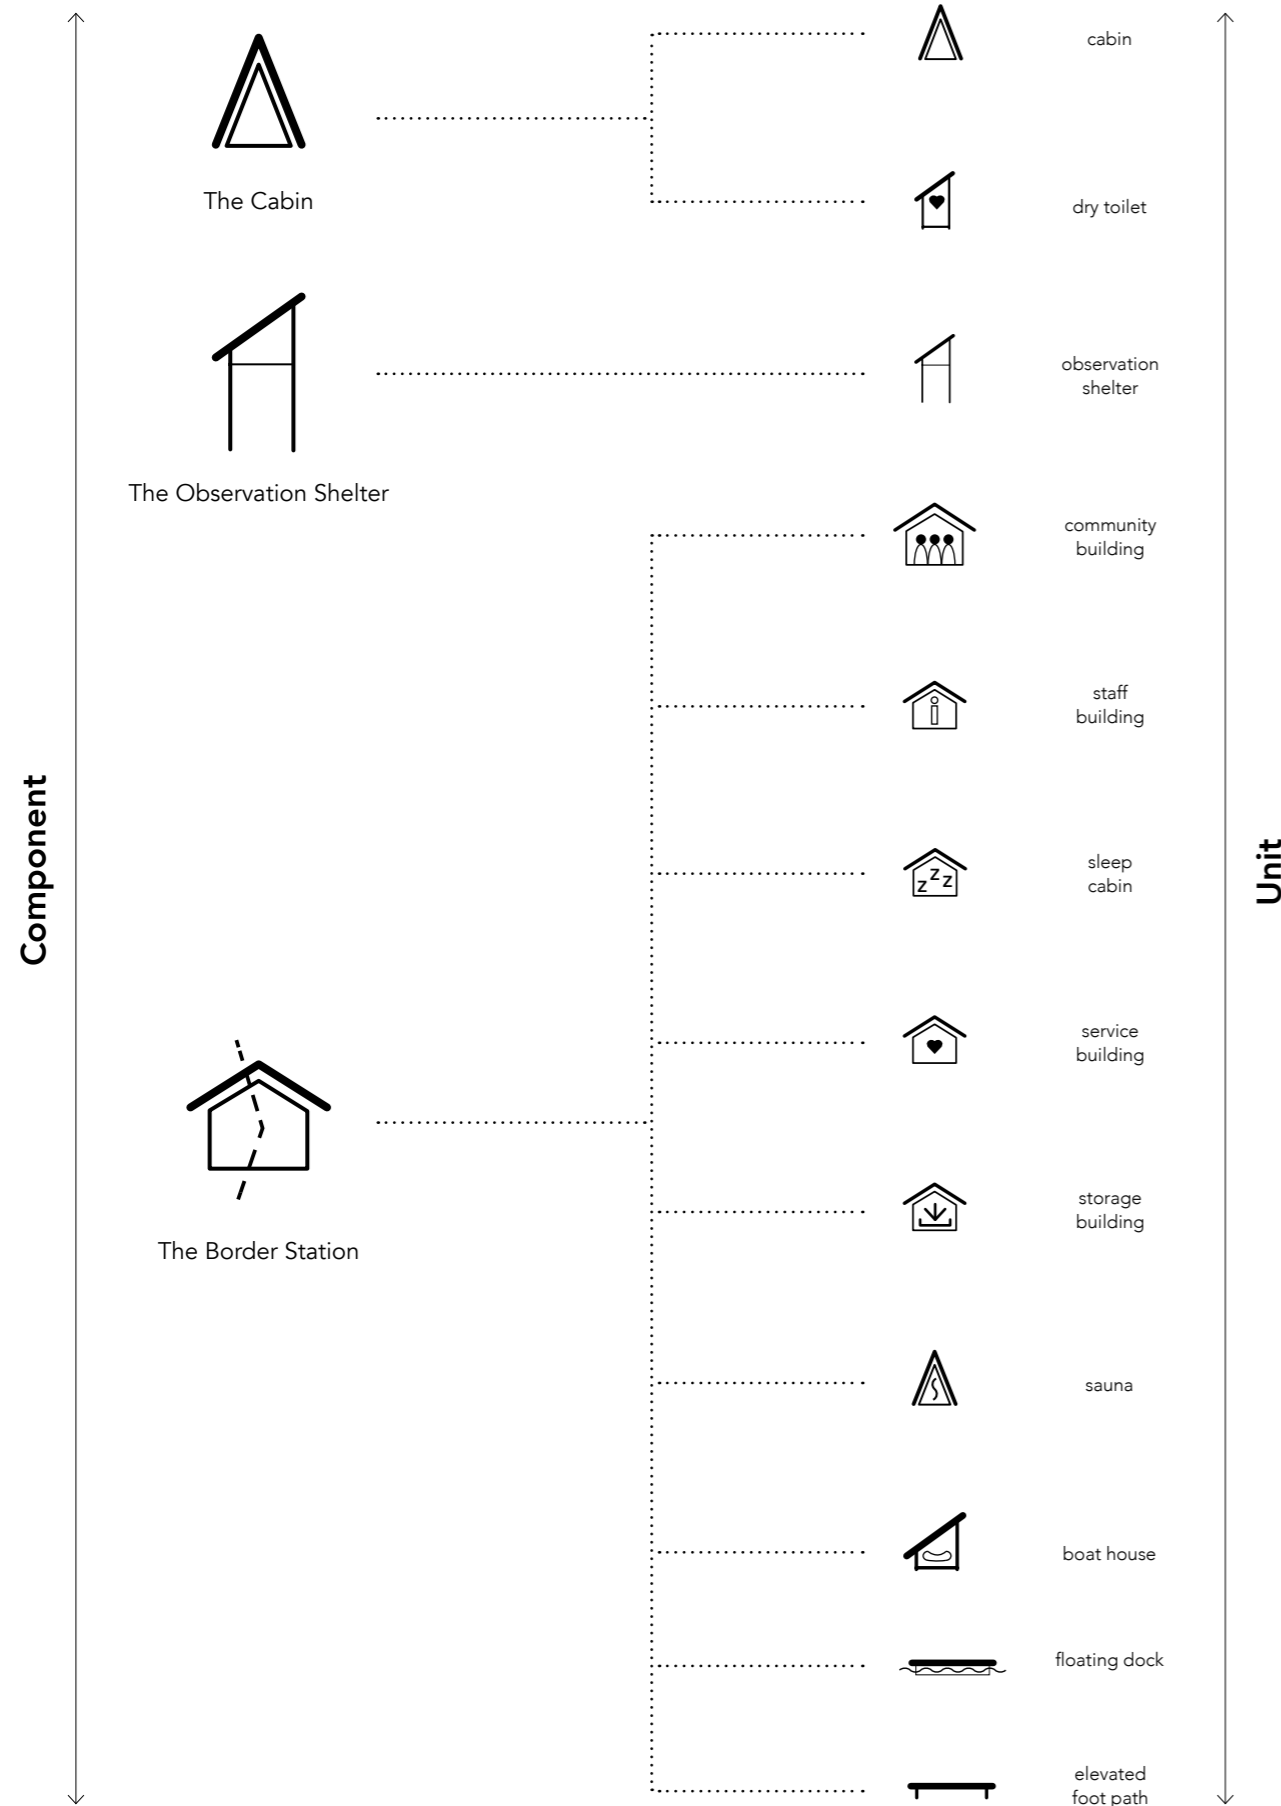 cabin
The Cabin
dry toilet
observation
shelter
The Observation Shelter
community
building
staff
building
Component
Unit
sleep
cabin
z z z
service
building
The Border Station
storage
building
sauna
boat house
floating dock
elevated
foot path